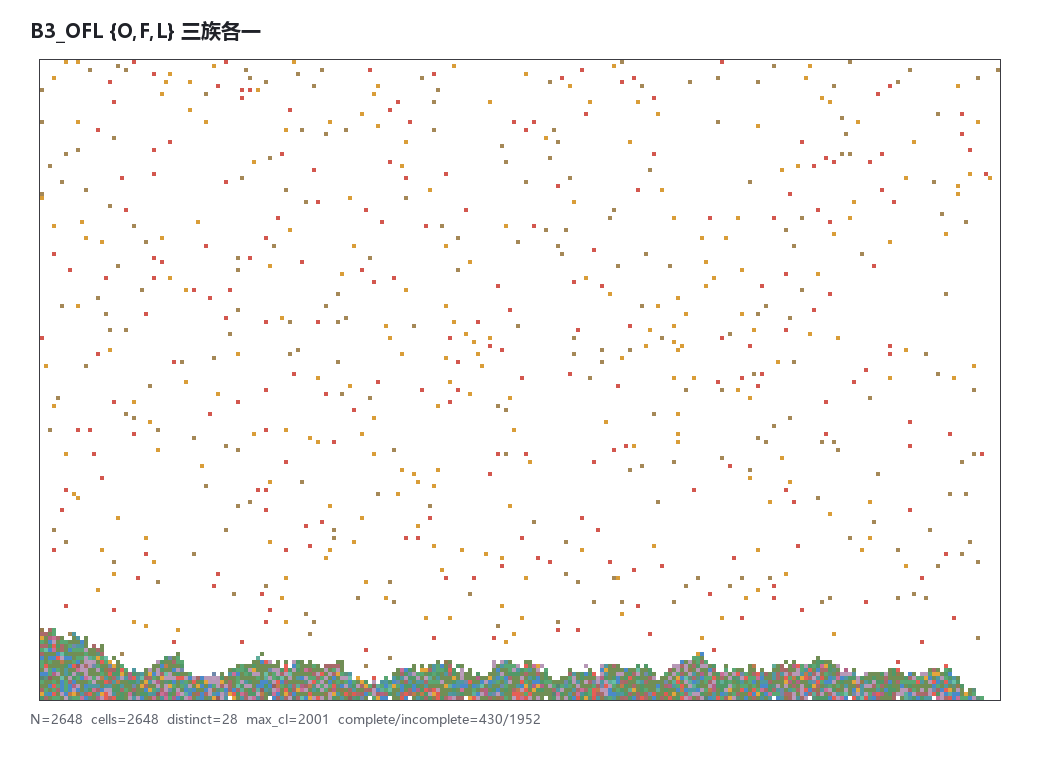 B3_OFL {O,F,L} 三族各一
N=2648 cells=2648 distinct=28 max_cl=2001 complete/incomplete=430/1952